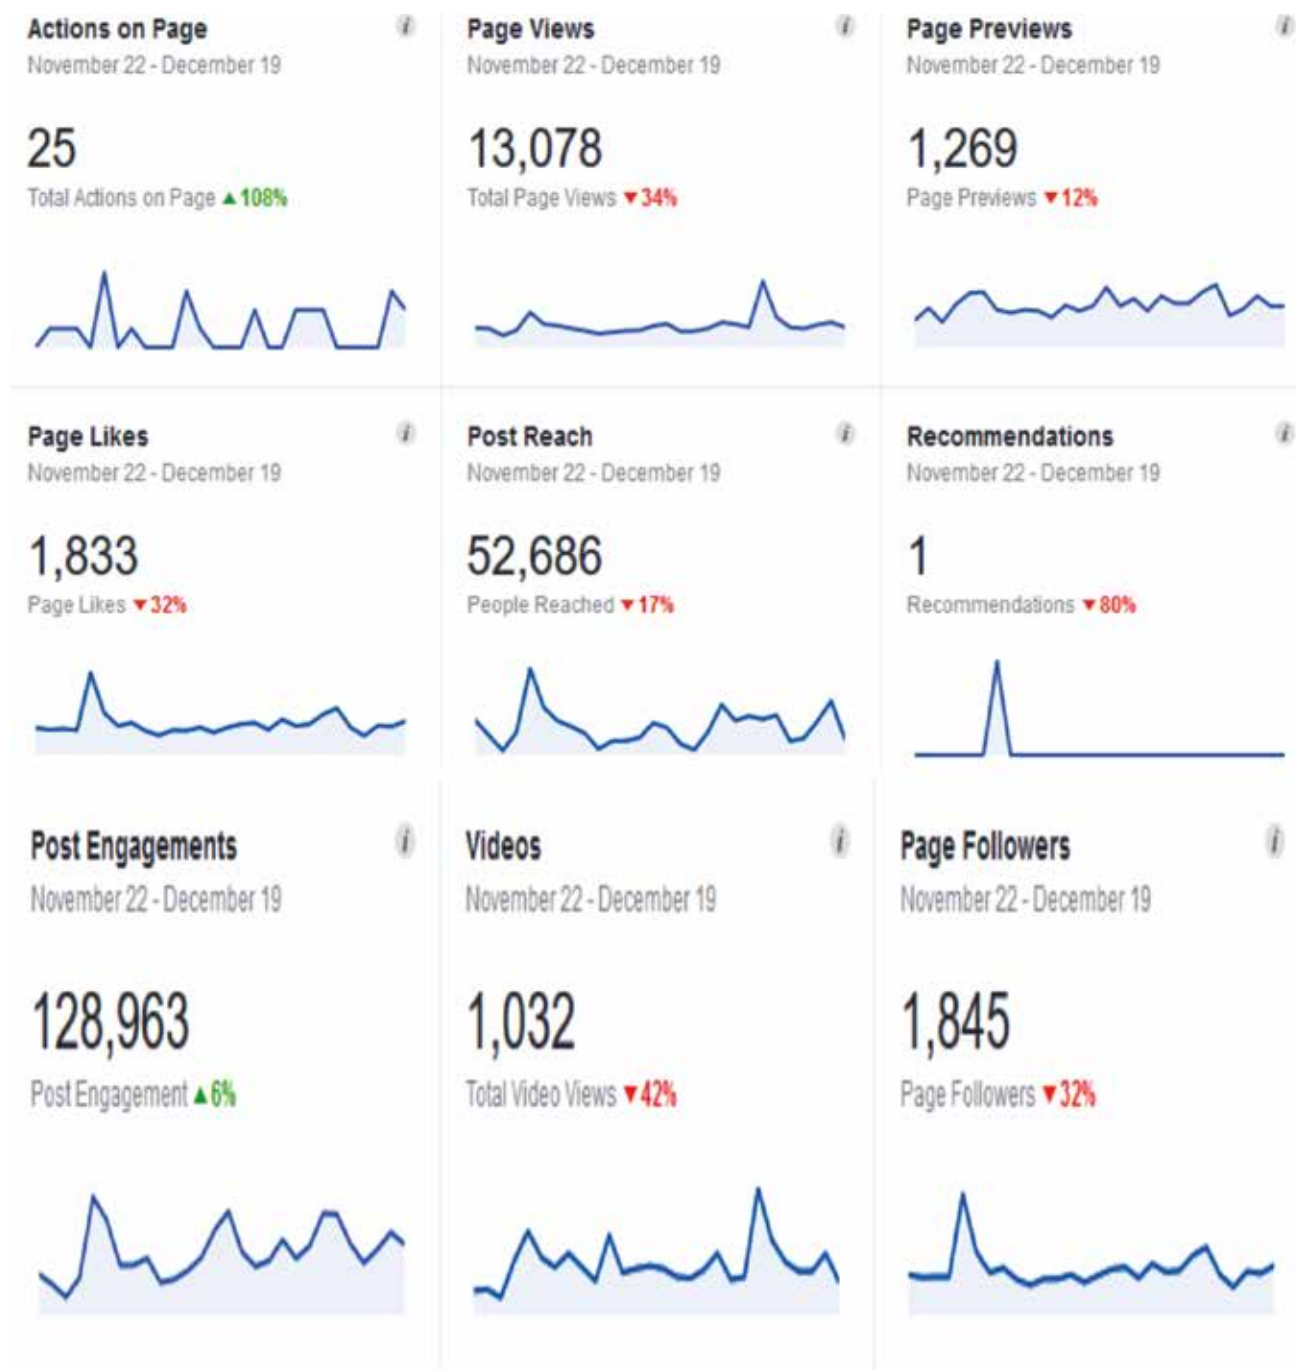 Actions on Page
November 22 - December 19
25
Total Actions on Page ▲108%
Page Views
November 22 - December 19
13,078
Total Page Views ▼34%
Page Previews
November 22 - December 19
1,269
Page Previews ▼12%
Page Likes
November 22 - December 19
1,833
Page Likes ▼32%
Post Reach
November 22 - December 19
52,686
People Reached ▼17%
Recommendations
November 22 - December 19
1
Recommendations ▼80%
Post Engagements
November 22 - December 19
128,963
Post Engagement ▲6%
Videos
November 22 - December 19
1,032
Total Video Views ▼42%
Page Followers
November 22 - December 19
1,845
Page Followers ▼32%